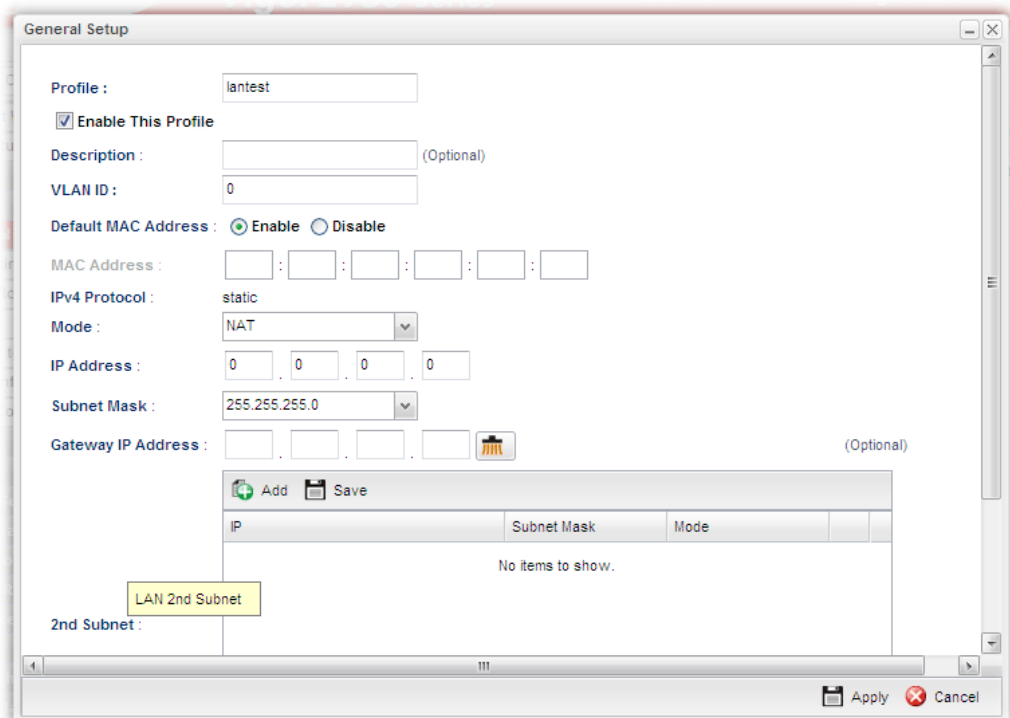 General Setup
Profile : lantest
Enable This Profile
Description : (Optional)
VLAN ID : 0
Default MAC Address : Enable Disable
MAC Address : : : : : :
IPv4 Protocol : static
Mode : NAT
IP Address : 0 . 0 . 0 . 0
Subnet Mask : 255.255.255.0
Gateway IP Address : . . . (Optional)
Add Save
IP Subnet Mask Mode
No items to show.
LAN 2nd Subnet
2nd Subnet :
Apply Cancel